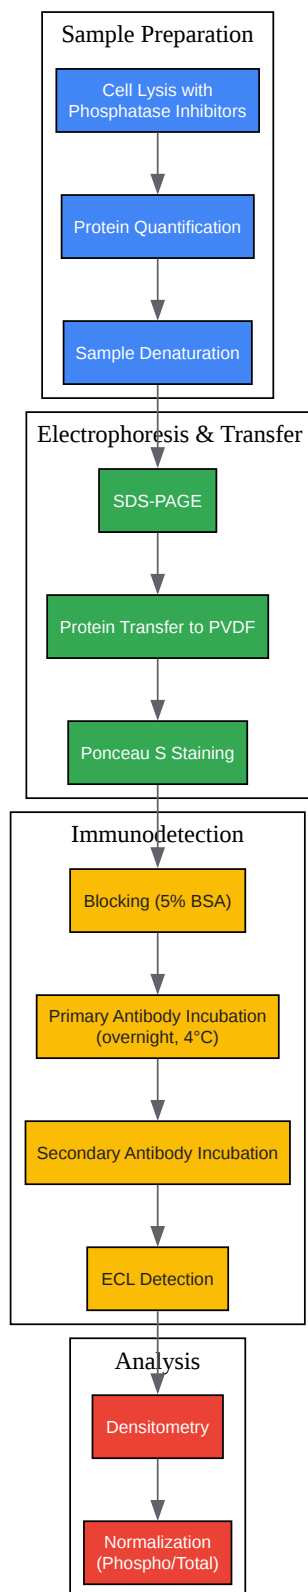 Sample Preparation
Cell Lysis with
Phosphatase Inhibitors
Protein Quantification
Sample Denaturation
Electrophoresis & Transfer
SDS-PAGE
Protein Transfer to PVDF
Ponceau S Staining
Immunodetection
Blocking (5% BSA)
Primary Antibody Incubation
(overnight, 4°C)
Secondary Antibody Incubation
ECL Detection
Analysis
Densitometry
Normalization
(Phospho/Total)